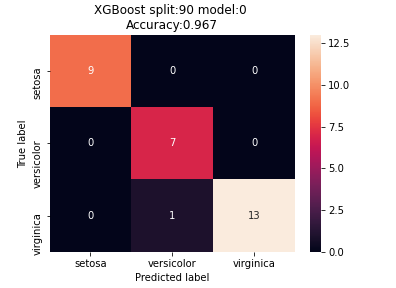 XGBoost split:90 model:0
Accuracy:0.967
True label
setosa
9 0 0
versicolor
0 7 0
virginica
0 1 13
setosa versicolor virginica
Predicted label
12.5
10.0
7.5
5.0
2.5
0.0